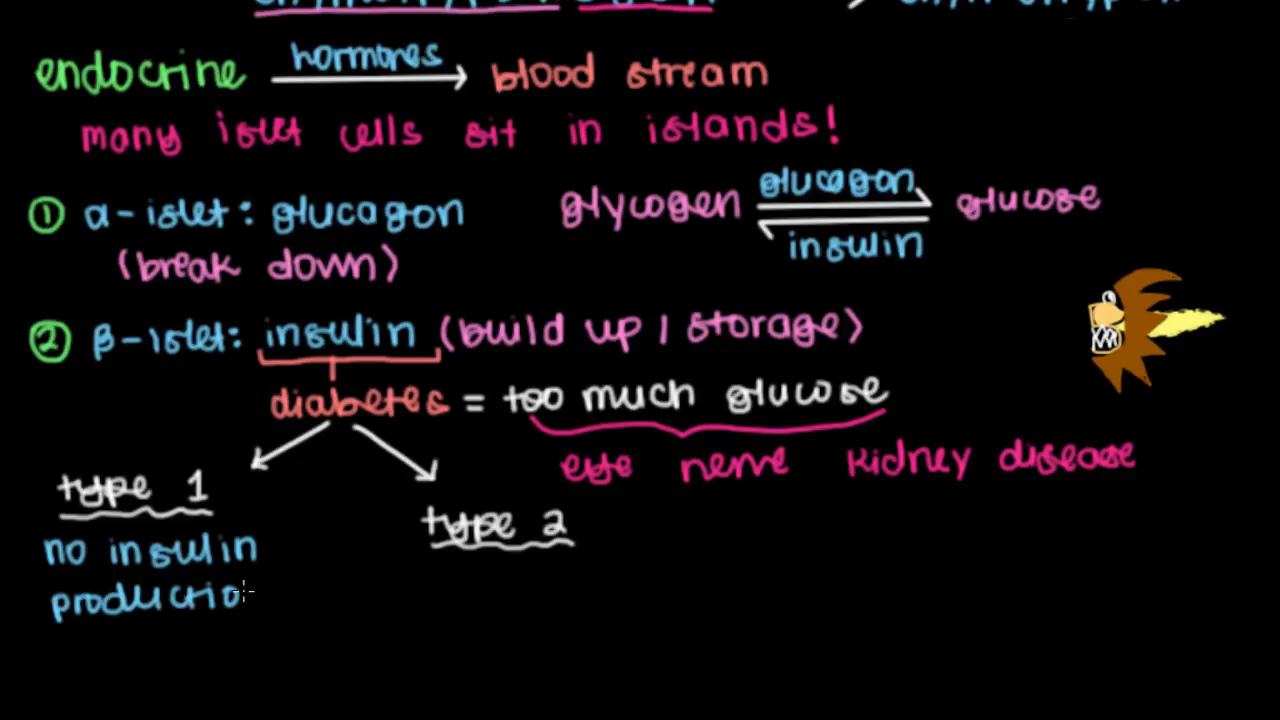 endocrine hormones → blood stream
many islet cells sit in islands!
① α-islet: glucagon
(break down)
glycogen glucagon ⇌ insulin glucose
② β-islet: insulin (build up / storage)
diabetes = too much glucose
eye nerve kidney disease
type 1
no insulin
productio
type 2